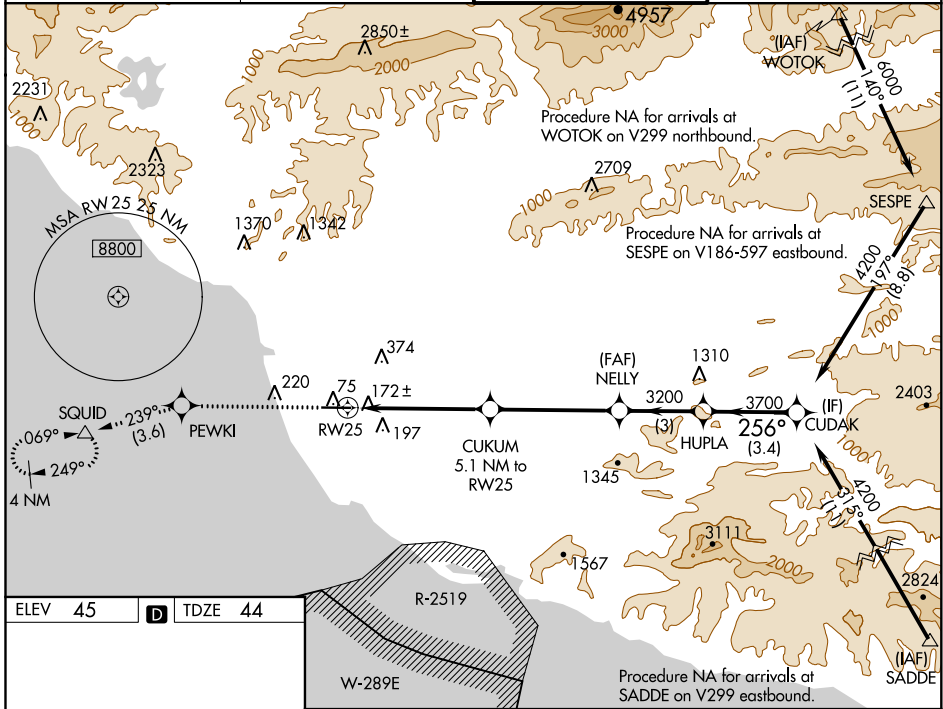 4957
3000
2850±
1000
2000
(IAF)
WOTOK
6000
140°
(11)
2231
1000
Procedure NA for arrivals at
WOTOK on V299 northbound.
2323
2709
1000
SESPE
MSA RW25 25 NM
8800
1370
1342
Procedure NA for arrivals at
SESPE on V186-597 eastbound.
4200
197°
(8.8)
1000
374
(FAF)
NELLY
1310
220
75
172±
3200
3700
2403
SQUID
239°
(3.6)
PEWKI
RW25
197
(3)
HUPLA
256°
(3.4)
(IF)
CUDAK
069°
249°
4 NM
CUKUM
5.1 NM to
RW25
1345
1000
4200
315°
(11)
3111
2000
1567
2824
R-2519
ELEV 45
D
TDZE 44
(IAF)
SADDE
W-289E
Procedure NA for arrivals at
SADDE on V299 eastbound.